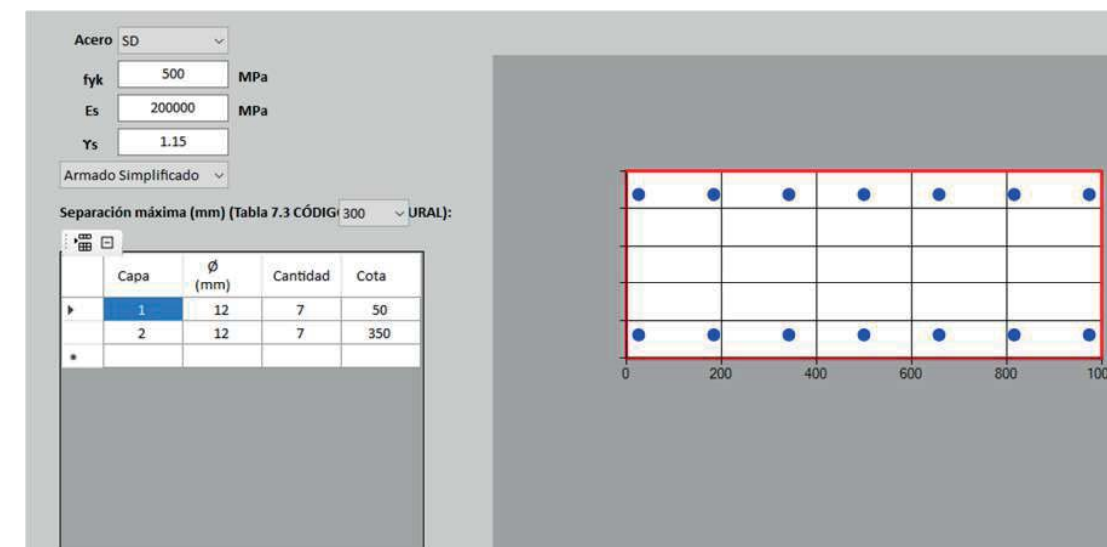 Acero SD
fyk 500 MPa
Es 200000 MPa
Ys 1.15
Armado Simplificado
Separación máxima (mm) (Tabla 7.3 CÓDIG 300 URAL):
Capa Ø (mm) Cantidad Cota
1 12 7 50
2 12 7 350
0 200 400 600 800 100